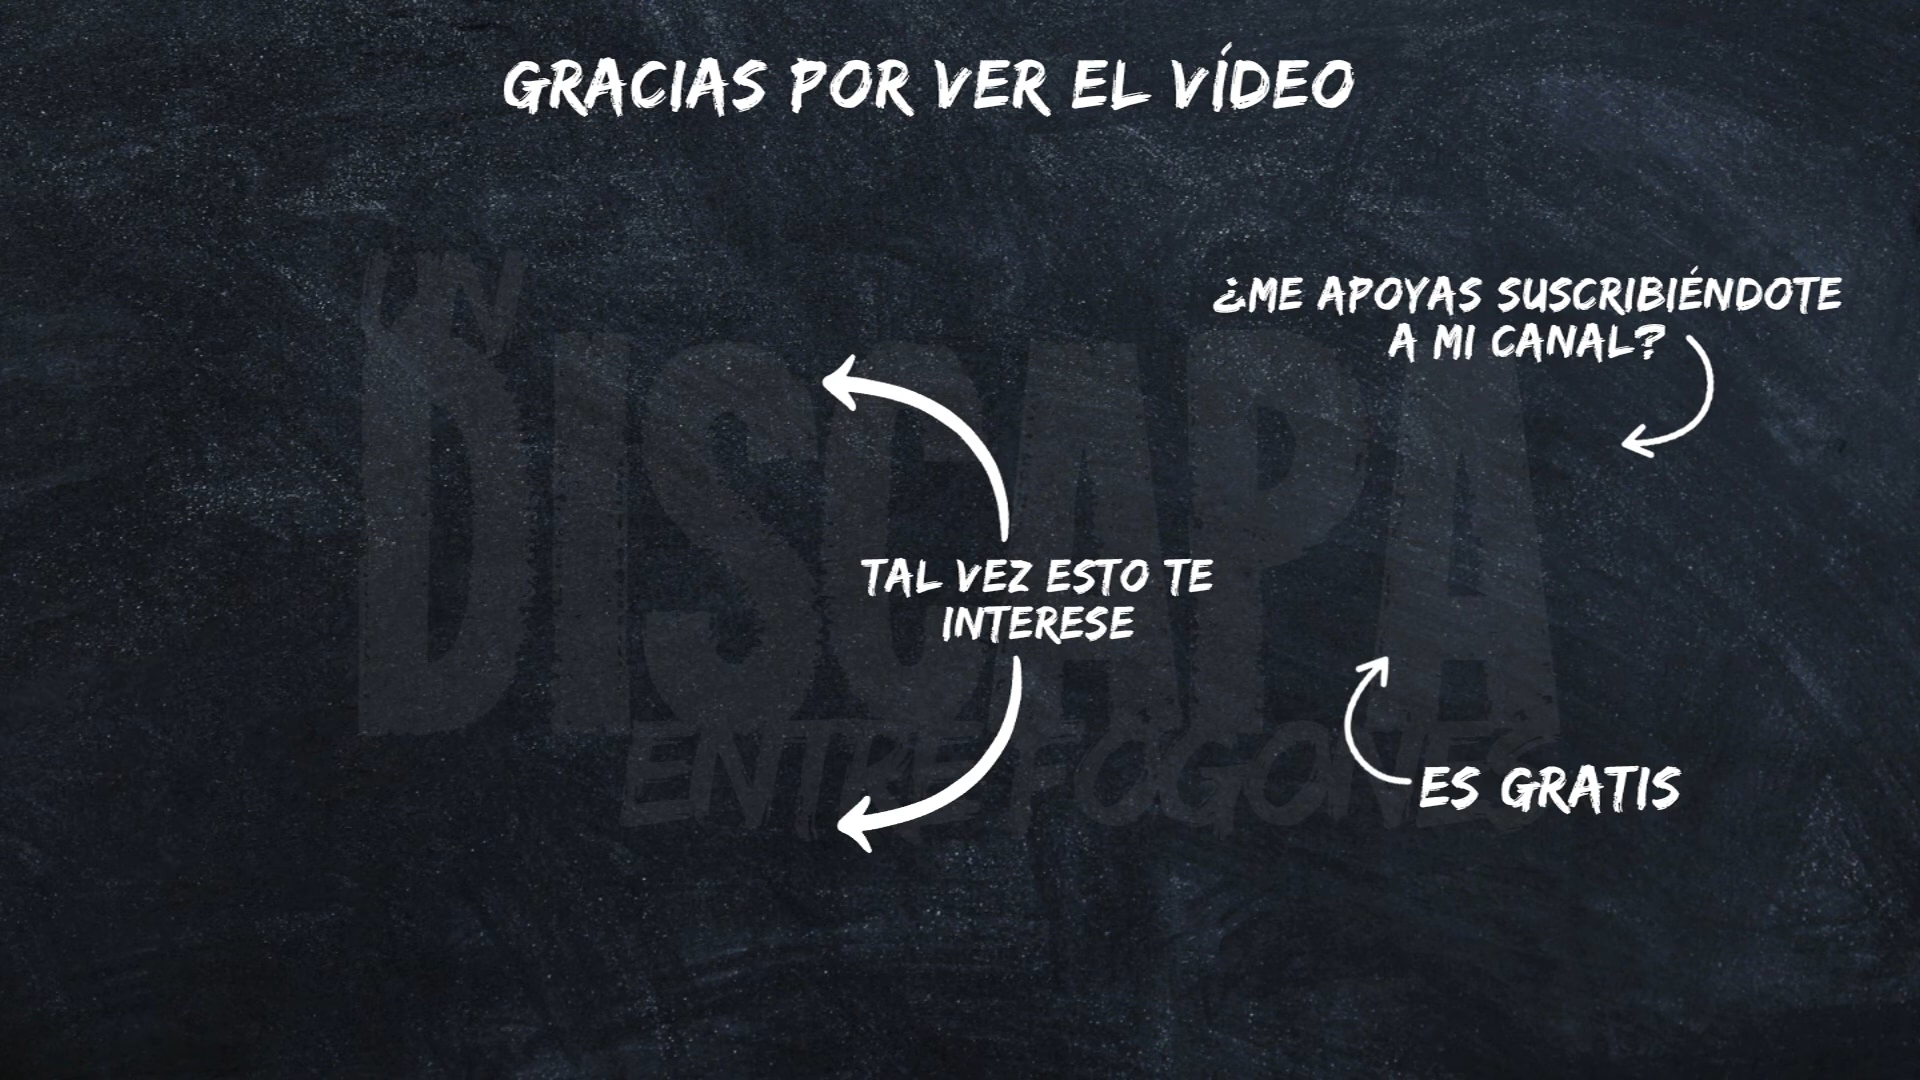 GRACIAS POR VER EL VÍDEO
¿ME APOYAS SUSCRIBIÉNDOTE
A MI CANAL?
TAL VEZ ESTO TE
INTERESE
ES GRATIS
UN
DISCAPA
ENTRE FOGONES